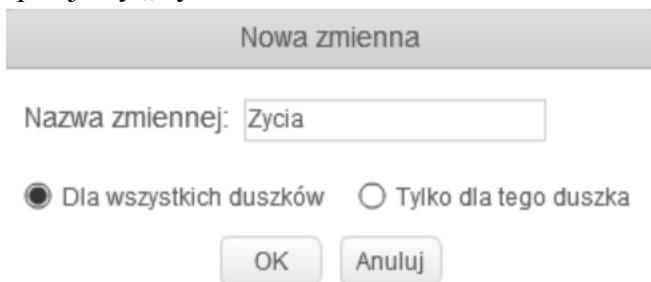 Nowa zmienna
Nazwa zmiennej: Zycia
Dla wszystkich duszków Tylko dla tego duszka
OK Anuluj